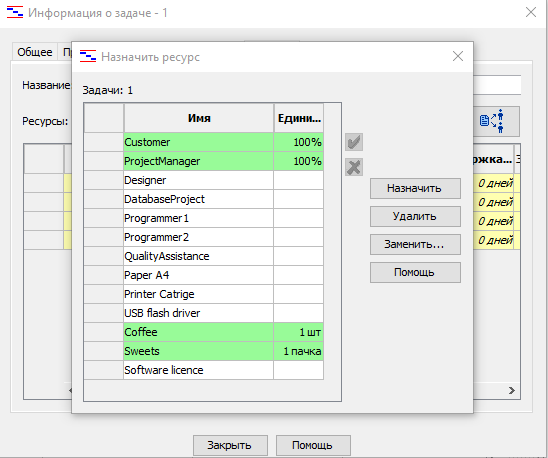 Информация о задаче - 1
Общее
Назначить ресурс
Задачи: 1
Название
Ресурсы:
Имя Едини...
Customer 100%
ProjectManager 100%
Designer
DatabaseProject
Programmer1
Programmer2
QualityAssistance
Paper A4
Printer Catrige
USB flash driver
Coffee 1 шт
Sweets 1 пачка
Software licence
Назначить
Удалить
Заменить...
Помощь
ржка...
0 дней
0 дней
0 дней
0 дней
Закрыть Помощь